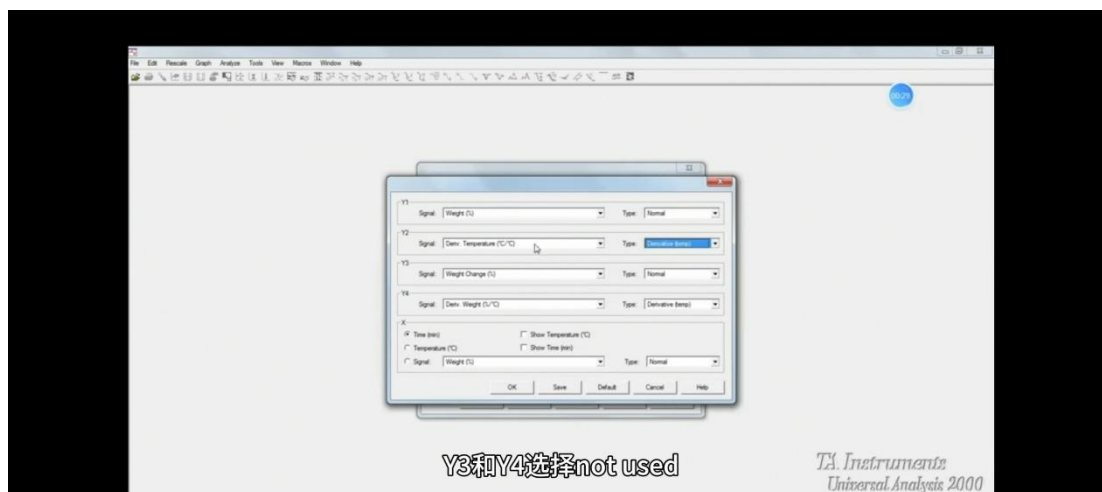 File Edit Rescale Graph Analyze Tools View Macros Window Help
00:29
Y1
Signal: Weight (%) Type: Normal
Y2
Signal: Deriv. Temperature (°C/°C) Type: Derivative (temp)
Y3
Signal: Weight Change (%) Type: Normal
Y4
Signal: Deriv. Weight (%/°C) Type: Derivative (temp)
X
Time (min) Show Temperature (°C)
Temperature (°C) Show Time (min)
Signal: Weight (%) Type: Normal
OK Save Default Cancel Help
Y3和Y4选择not used
TA Instruments
Universal Analysis 2000